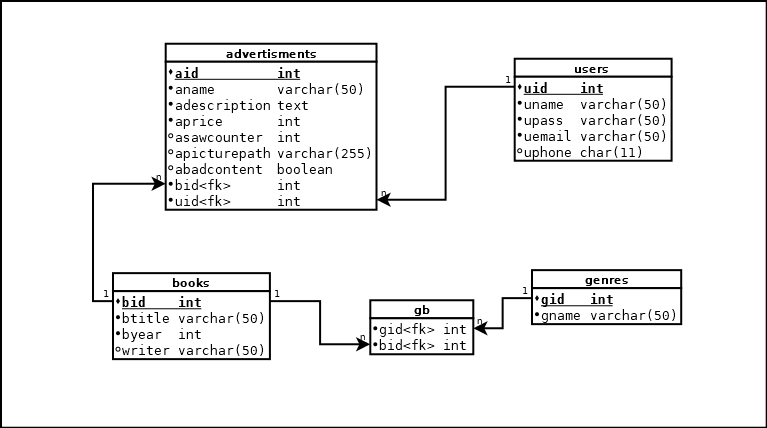 advertisments
aid int
aname varchar(50)
adescription text
aprice int
asawcounter int
apicturepath varchar(255)
abadcontent boolean
bid<fk> int
uid<fk> int
n
n
1
users
uid int
uname varchar(50)
upass varchar(50)
uemail varchar(50)
uphone char(11)
1
books
bid int
btitle varchar(50)
byear int
writer varchar(50)
1
n
gb
gid<fk> int
bid<fk> int
n
1
genres
gid int
gname varchar(50)